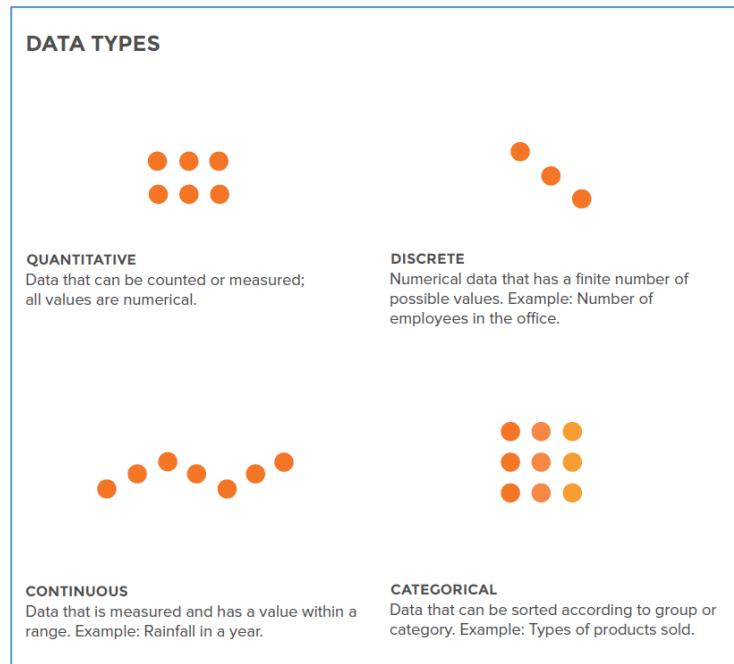 DATA TYPES
QUANTITATIVE
Data that can be counted or measured;
all values are numerical.
DISCRETE
Numerical data that has a finite number of
possible values. Example: Number of
employees in the office.
CONTINUOUS
Data that is measured and has a value within a
range. Example: Rainfall in a year.
CATEGORICAL
Data that can be sorted according to group or
category. Example: Types of products sold.